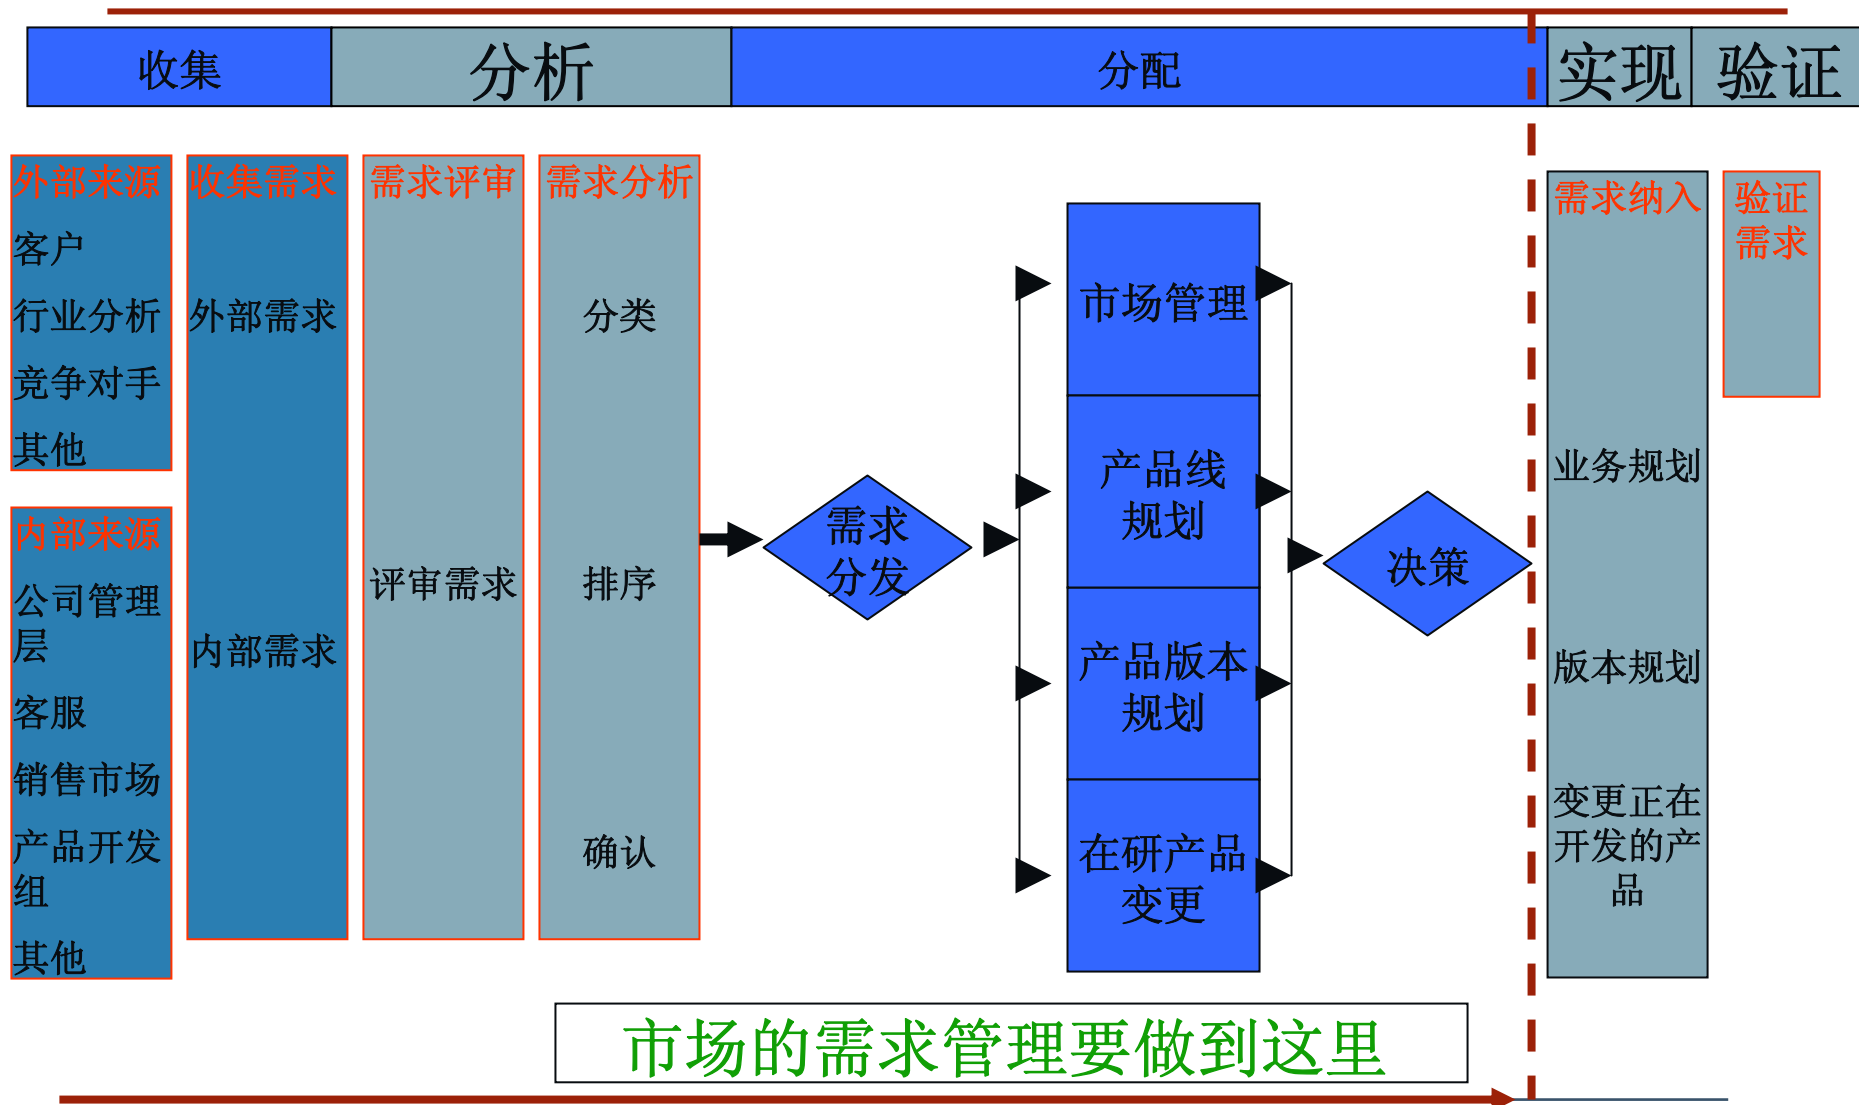 收集
分析
分配
实现
验证
外部来源
客户
行业分析
竞争对手
其他
内部来源
公司管理
层
客服
销售市场
产品开发
组
其他
收集需求
外部需求
内部需求
需求评审
评审需求
需求分析
分类
排序
确认
需求
分发
市场管理
产品线
规划
产品版本
规划
在研产品
变更
决策
需求纳入
业务规划
版本规划
变更正在
开发的产
品
验证
需求
市场的需求管理要做到这里